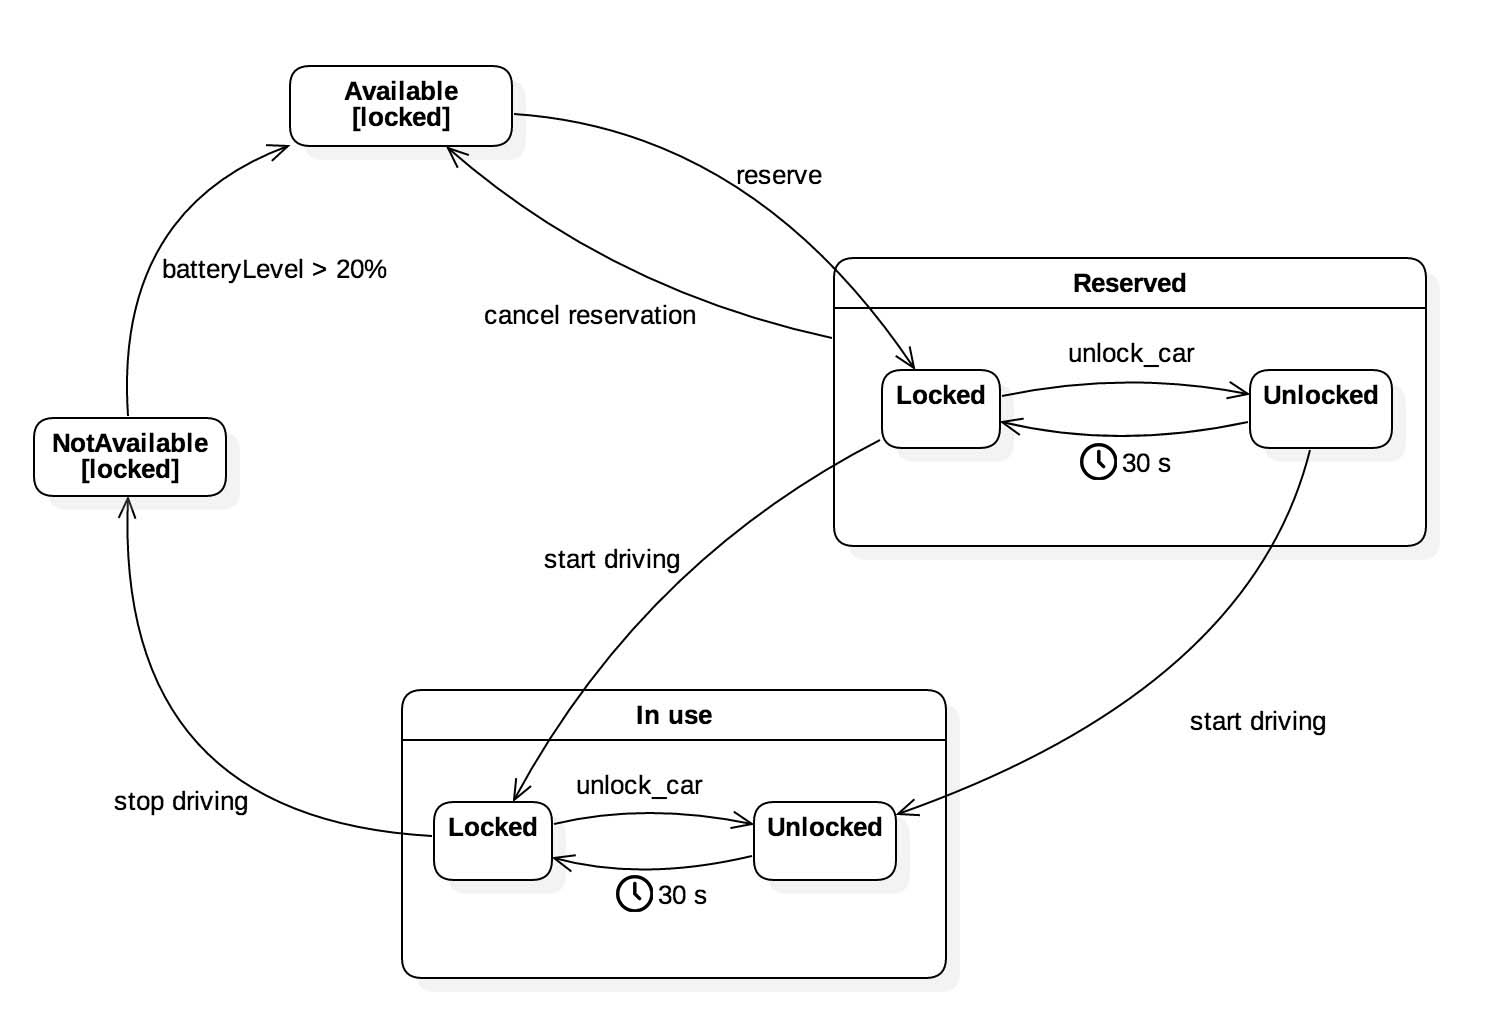 Available
[locked]
reserve
batteryLevel > 20%
cancel reservation
Reserved
unlock_car
Locked
Unlocked
30 s
NotAvailable
[locked]
start driving
start driving
In use
unlock_car
stop driving
Locked
Unlocked
30 s